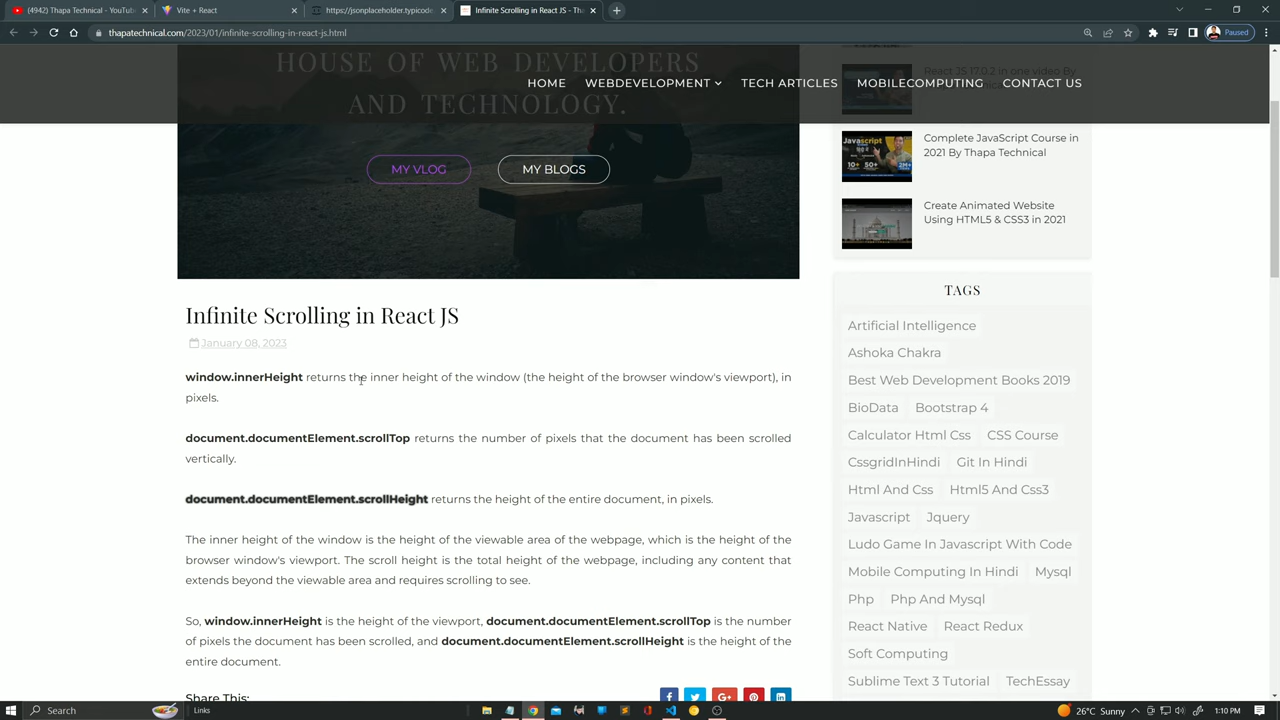 (4942) Thapa Technical - YouTub
Vite + React
https://jsonplaceholder.typicode
Infinite Scrolling in React JS - Th
thapatechnical.com/2023/01/infinite-scrolling-in-react-js.html
Paused
HOUSE OF WEB DEVELOPERS
AND TECHNOLOGY.
HOME
WEBDEVELOPMENT
TECH ARTICLES
MOBILECOMPUTING
CONTACT US
MY VLOG
MY BLOGS
React JS 17.0.2 in one video By
Complete JavaScript Course in
2021 By Thapa Technical
Create Animated Website
Using HTML5 & CSS3 in 2021
Infinite Scrolling in React JS
January 08, 2023
window.innerHeight returns the inner height of the window (the height of the browser window's viewport), in
pixels.
document.documentElement.scrollTop returns the number of pixels that the document has been scrolled
vertically.
document.documentElement.scrollHeight returns the height of the entire document, in pixels.
The inner height of the window is the height of the viewable area of the webpage, which is the height of the
browser window's viewport. The scroll height is the total height of the webpage, including any content that
extends beyond the viewable area and requires scrolling to see.
So, window.innerHeight is the height of the viewport, document.documentElement.scrollTop is the number
of pixels the document has been scrolled, and document.documentElement.scrollHeight is the height of the
entire document.
Share This:
TAGS
Artificial Intelligence
Ashoka Chakra
Best Web Development Books 2019
BioData
Bootstrap 4
Calculator Html Css
CSS Course
CssgridInHindi
Git In Hindi
Html And Css
Html5 And Css3
Javascript
Jquery
Ludo Game In Javascript With Code
Mobile Computing In Hindi
Mysql
Php
Php And Mysql
React Native
React Redux
Soft Computing
Sublime Text 3 Tutorial
TechEssay
Search
Links
26°C Sunny
1:10 PM